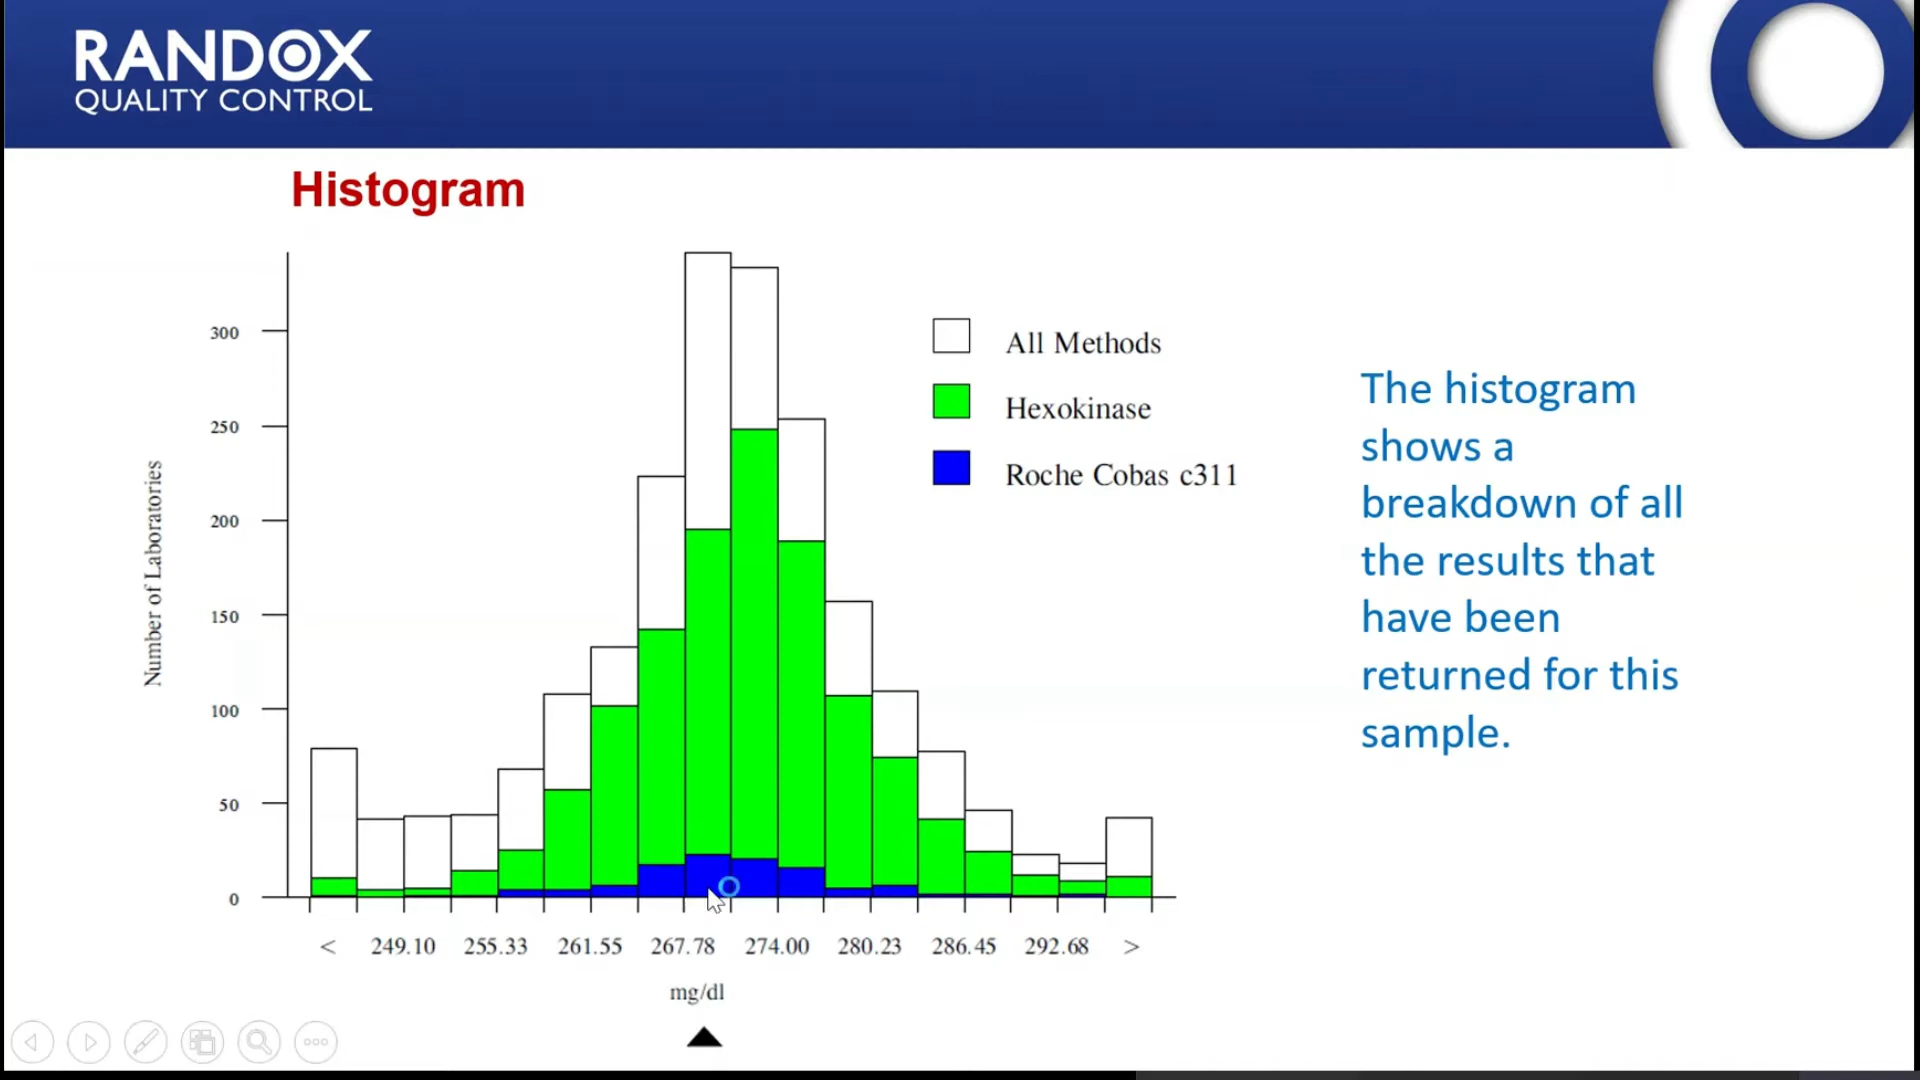 RANDOX
QUALITY CONTROL
Histogram
300
250
200
150
100
50
0
Number of Laboratories
All Methods
Hexokinase
Roche Cobas c311
< 249.10 255.33 261.55 267.78 274.00 280.23 286.45 292.68 >
mg/dl
The histogram
shows a
breakdown of all
the results that
have been
returned for this
sample.